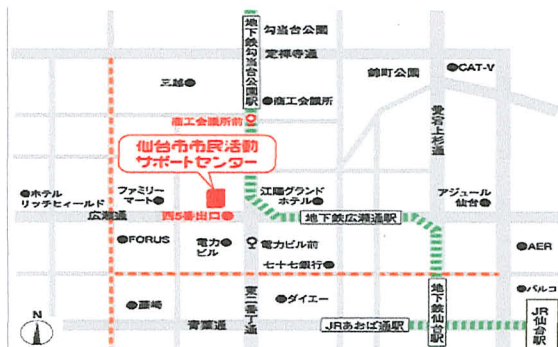 勾当台公園
定禅寺通
地下鉄勾当台公園駅
錦町公園
●CAT-V
三越●
●商工会議所
商工会議所前
愛宕上杉通
仙台市市民活動
サポートセンター
●ホテル
リッチフィールド
ファミリー
マート●
江陽グランド
ホテル●
アジュール
仙台●
広瀬通
西5番出口●
地下鉄広瀬通駅
●FORUS
電力●
ビル
電力ビル前
●AER
七十七銀行●
地下鉄仙台駅
●パルコ
●藤崎
東二番丁通
●ダイエー
JR仙台駅
N
青葉通
JRあおば通駅